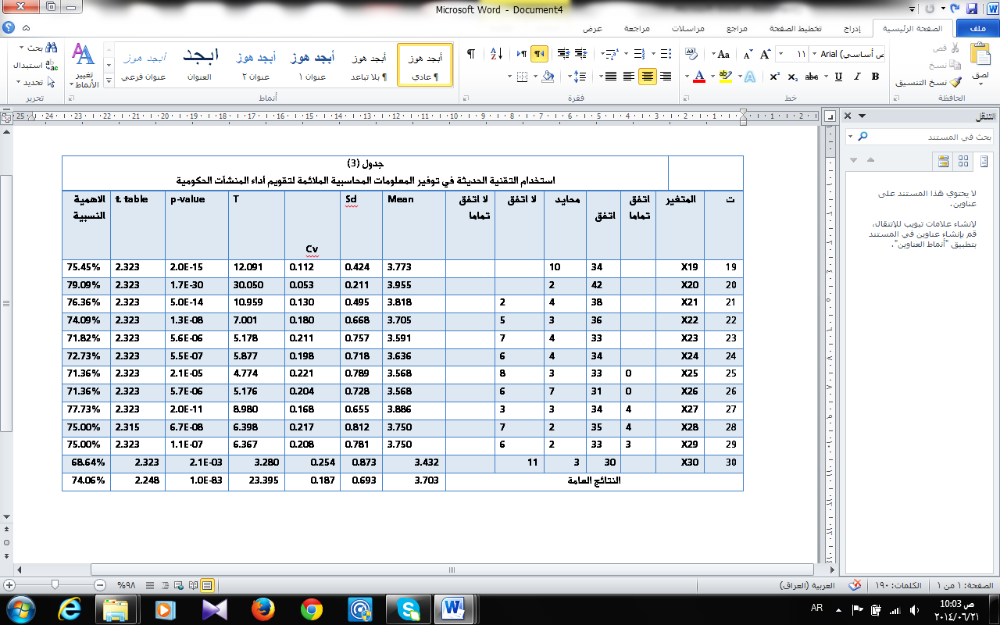 Microsoft Word - Document4
ملف
الصفحة الرئيسية
إدراج
تخطيط الصفحة
مراجع
مراسلات
مراجعة
عرض
لصق
قص
نسخ
نسخ التنسيق
الحافظة
ص أساسي) Arial
١١
خط
فقرة
أبجد هوز
¶ عادي
أبجد هوز
¶ بلا تباعد
أبجد هوز
عنوان ١
أبجد هوز
عنوان ٢
أبجد
العنوان
أبجد هوز
عنوان فرعي
تغيير الأنماط
أنماط
بحث
استبدال
تحديد
تحرير
التنقل
بحث في المستند
لا يحتوي هذا المستند على
عناوين.
لإنشاء علامات تبويب للانتقال،
قم بإنشاء عناوين في المستند
بتطبيق "أنماط العناوين".
جدول (3)
استخدام التقنية الحديثة في توفير المعلومات المحاسبية الملائمة لتقويم أداء المنشآت الحكومية
ت المتغير اتفق تماما اتفق محايد لا اتفق لا اتفق تماما Mean Sd Cv T p-value t. table الاهمية النسبية
19 X19 34 10 3.773 0.424 0.112 12.091 2.0E-15 2.323 75.45%
20 X20 42 2 3.955 0.211 0.053 30.050 1.7E-30 2.323 79.09%
21 X21 38 4 2 3.818 0.495 0.130 10.959 5.0E-14 2.323 76.36%
22 X22 36 3 5 3.705 0.668 0.180 7.001 1.3E-08 2.323 74.09%
23 X23 33 4 7 3.591 0.757 0.211 5.178 5.6E-06 2.323 71.82%
24 X24 34 4 6 3.636 0.718 0.198 5.877 5.5E-07 2.323 72.73%
25 X25 0 33 3 8 3.568 0.789 0.221 4.774 2.1E-05 2.323 71.36%
26 X26 0 31 7 6 3.568 0.728 0.204 5.176 5.7E-06 2.323 71.36%
27 X27 4 34 3 3 3.886 0.655 0.168 8.980 2.0E-11 2.323 77.73%
28 X28 4 35 2 7 3.750 0.812 0.217 6.398 6.7E-08 2.315 75.00%
29 X29 3 33 2 6 3.750 0.781 0.208 6.367 1.1E-07 2.323 75.00%
30 X30 30 3 11 3.432 0.873 0.254 3.280 2.1E-03 2.323 68.64%
النتائج العامة 3.703 0.693 0.187 23.395 1.0E-83 2.248 74.06%
الصفحة: ١ من ١
الكلمات: ١٩٠
العربية (العراق)
٩٨%
AR
10:03 ص
٢٠١٤/٠٦/٢١